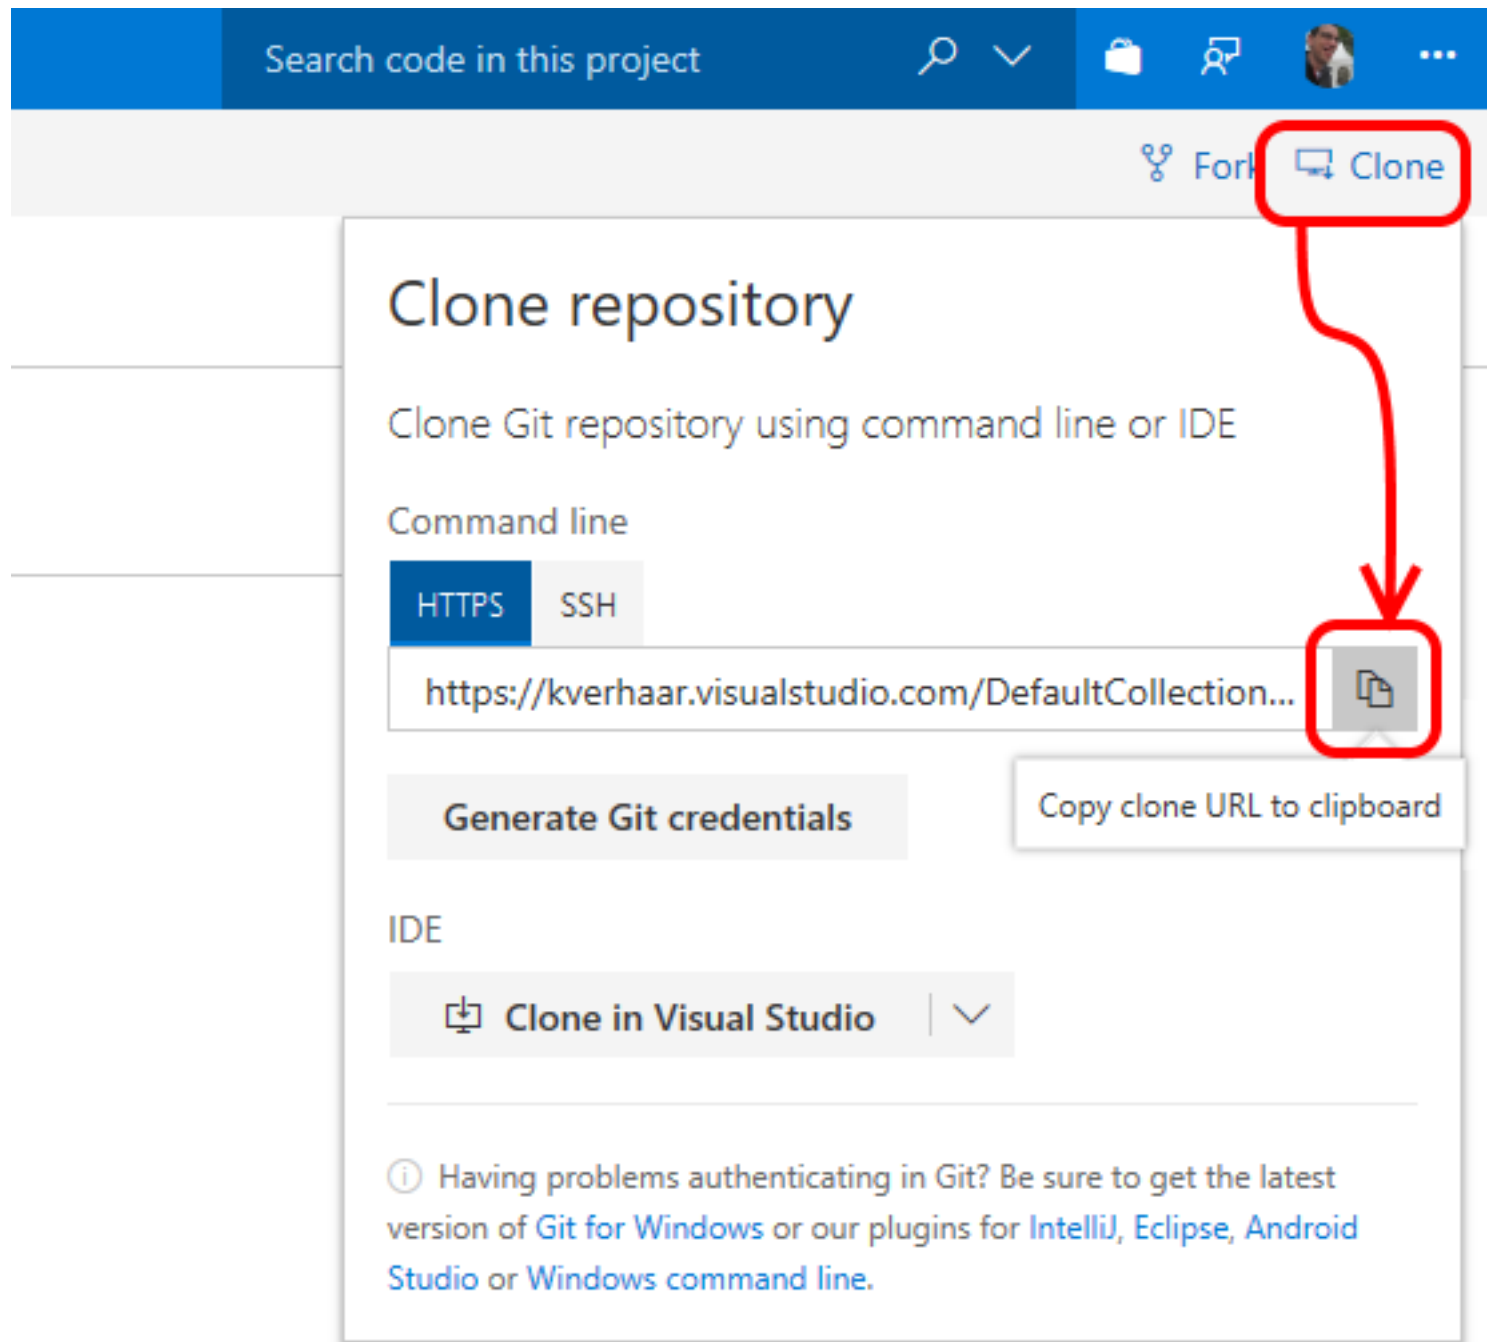 Search code in this project
Fork Clone
Clone repository
Clone Git repository using command line or IDE
Command line
HTTPS SSH
https://kverhaar.visualstudio.com/DefaultCollection...
Generate Git credentials
Copy clone URL to clipboard
IDE
Clone in Visual Studio
Having problems authenticating in Git? Be sure to get the latest
version of Git for Windows or our plugins for IntelliJ, Eclipse, Android
Studio or Windows command line.